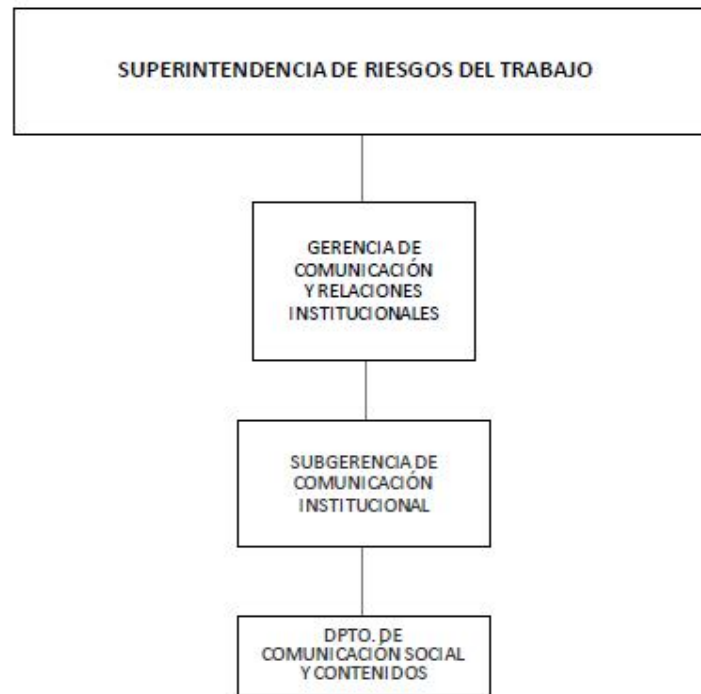 SUPERINTENDENCIA DE RIESGOS DEL TRABAJO
GERENCIA DE
COMUNICACIÓN
Y RELACIONES
INSTITUCIONALES
SUBGERENCIA DE
COMUNICACIÓN
INSTITUCIONAL
DPTO. DE
COMUNICACIÓN SOCIAL
Y CONTENIDOS